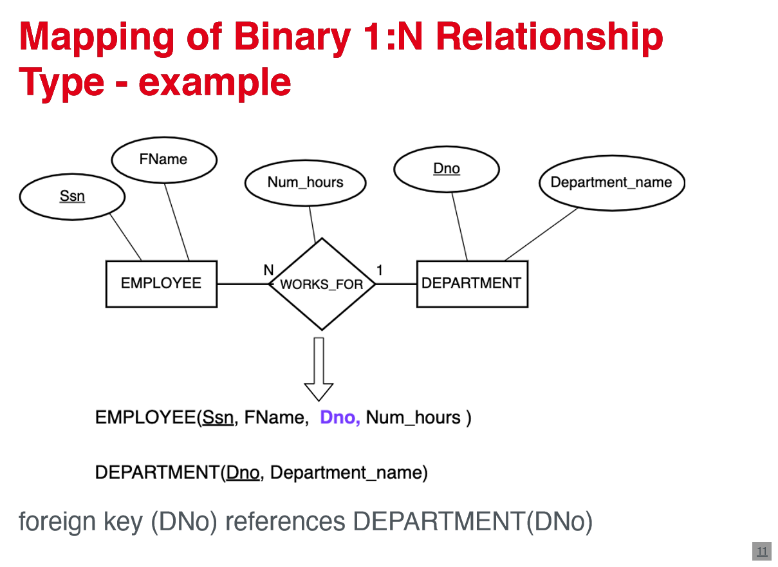 Mapping of Binary 1:N Relationship
Type - example
FName
Ssn
Num_hours
Dno
Department_name
EMPLOYEE
N
WORKS_FOR
1
DEPARTMENT
EMPLOYEE(Ssn, FName, Dno, Num_hours )
DEPARTMENT(Dno, Department_name)
foreign key (DNo) references DEPARTMENT(DNo)
11